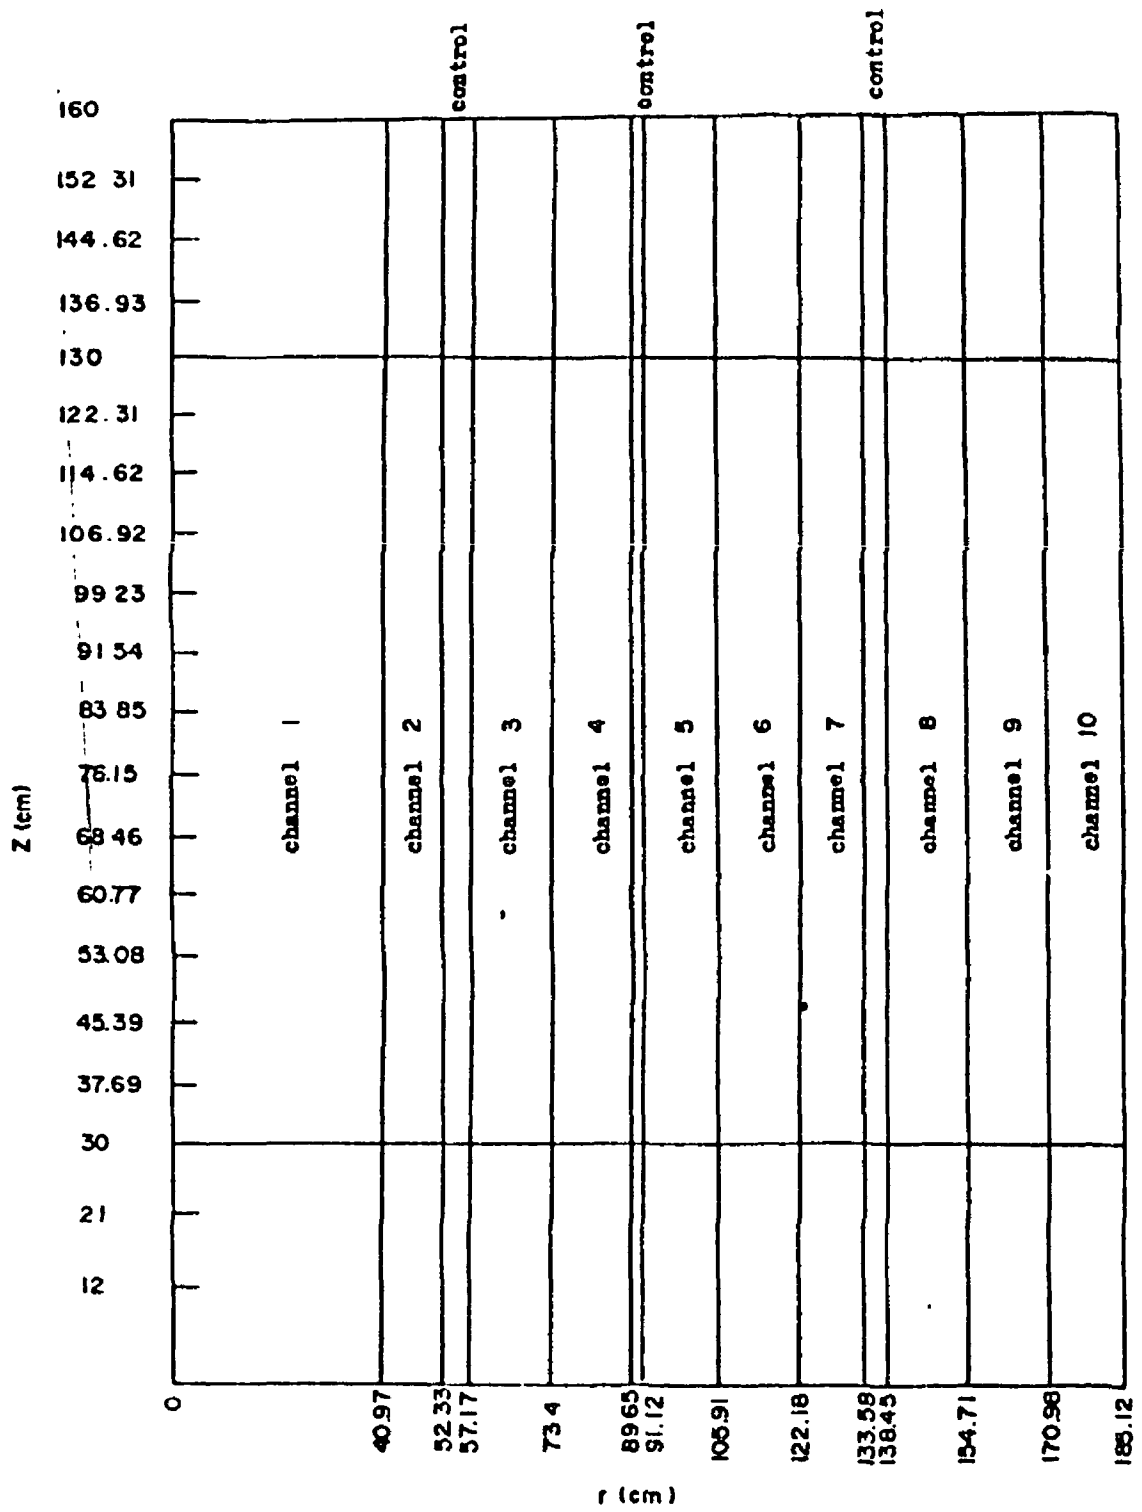 control
control
control
160
152 31
144.62
136.93
130
122.31
114.62
106.92
99 23
91 54
83 85
76.15
68 46
60.77
53.08
45.39
37.69
30
21
12
Z (cm)
channel 1
channel 2
channel 3
channel 4
channel 5
channel 6
channel 7
channel 8
channel 9
channel 10
0
40.97
52.33
57.17
73 4
89 65
91.12
106.91
122.18
133.58
138.45
154.71
170.98
185.12
r (cm)